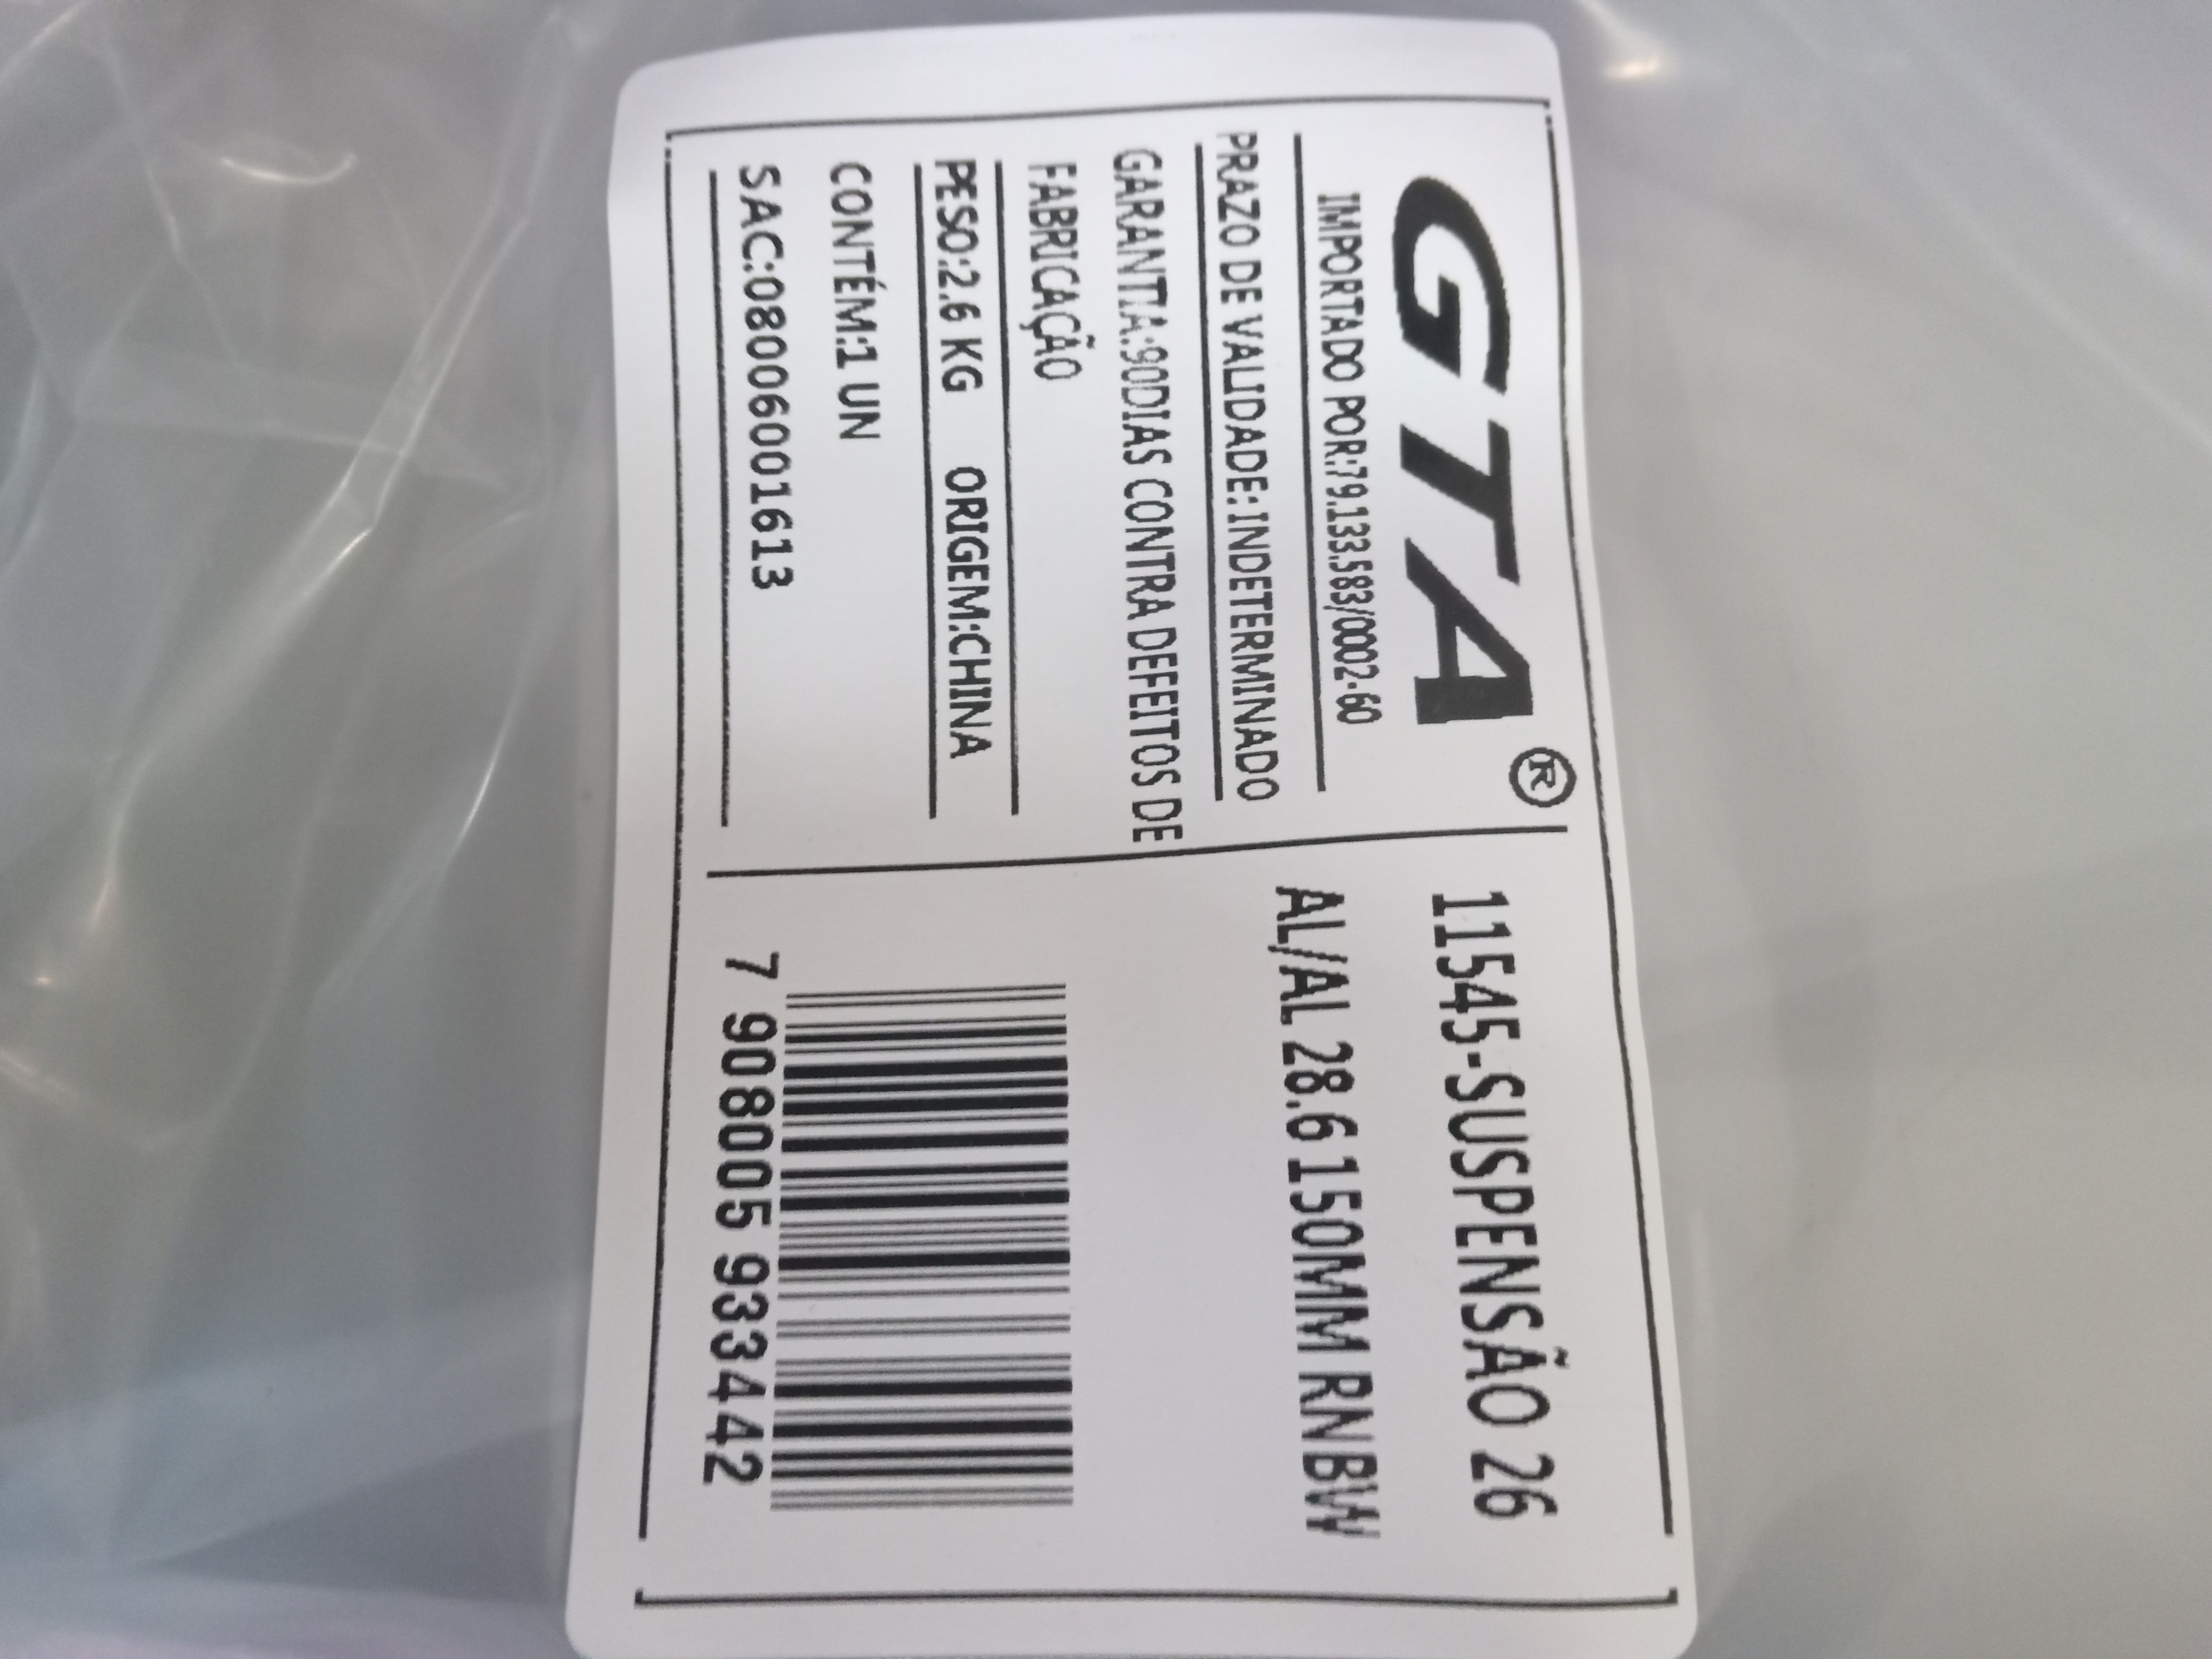 GTA®
IMPORTADO POR:79.133.583/0002-60
PRAZO DE VALIDADE:INDETERMINADO
GARANTIA:90DIAS CONTRA DEFEITOS DE
FABRICAÇÃO
PESO:2.6 KG ORIGEM:CHINA
CONTÉM:1 UN
SAC:08006001613
11545-SUSPENSÃO 26
AL/AL 28.6 150MM RNBW
7 908005 933442